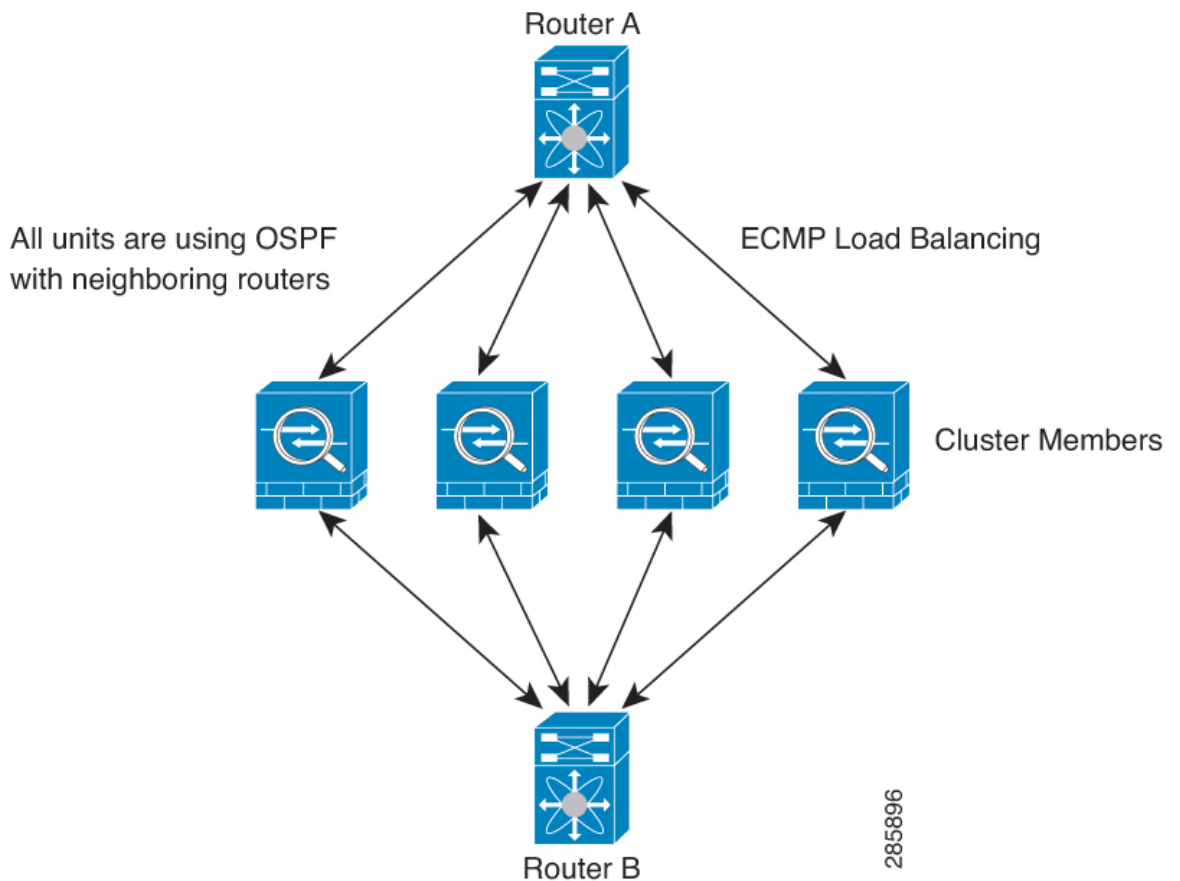 Router A
All units are using OSPF
with neighboring routers
ECMP Load Balancing
Cluster Members
Router B
285896